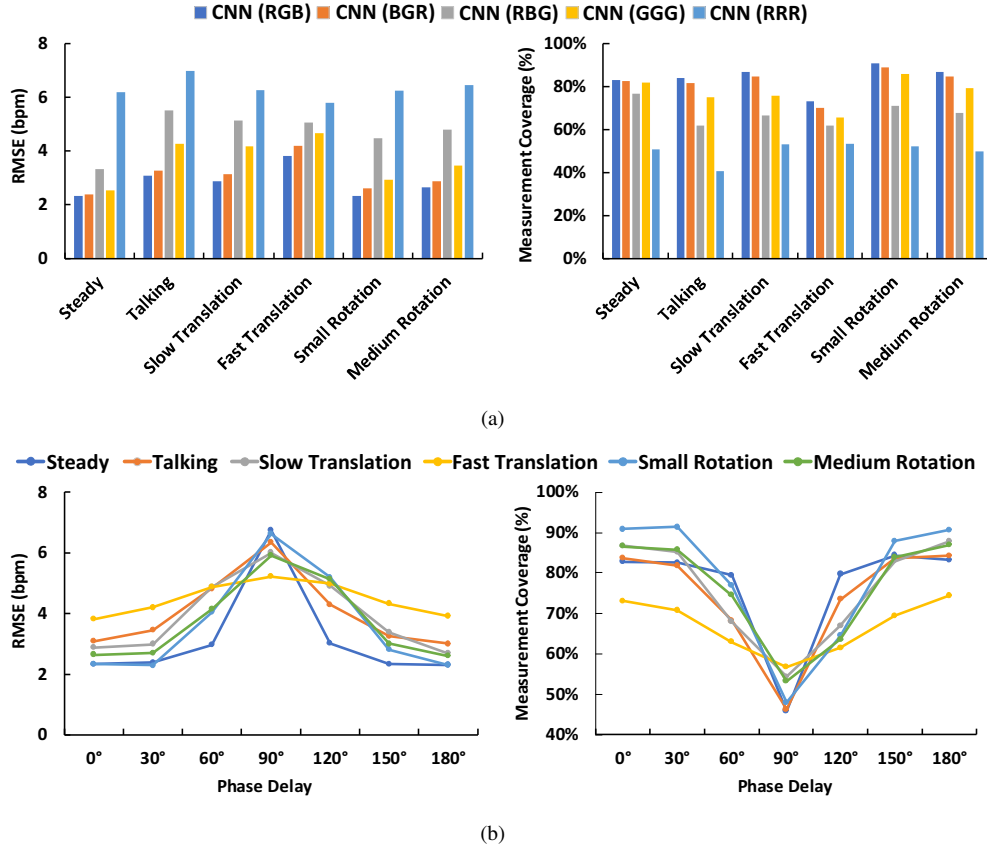 CNN (RGB) CNN (BGR) CNN (RBG) CNN (GGG) CNN (RRR)
RMSE (bpm)
8
6
4
2
0
Steady
Talking
Slow Translation
Fast Translation
Small Rotation
Medium Rotation
Measurement Coverage (%)
100%
80%
60%
40%
20%
0%
Steady
Talking
Slow Translation
Fast Translation
Small Rotation
Medium Rotation
(a)
Steady Talking Slow Translation Fast Translation Small Rotation Medium Rotation
RMSE (bpm)
8
6
4
2
0
0° 30° 60° 90° 120° 150° 180°
Phase Delay
Measurement Coverage (%)
100%
90%
80%
70%
60%
50%
40%
0° 30° 60° 90° 120° 150° 180°
Phase Delay
(b)